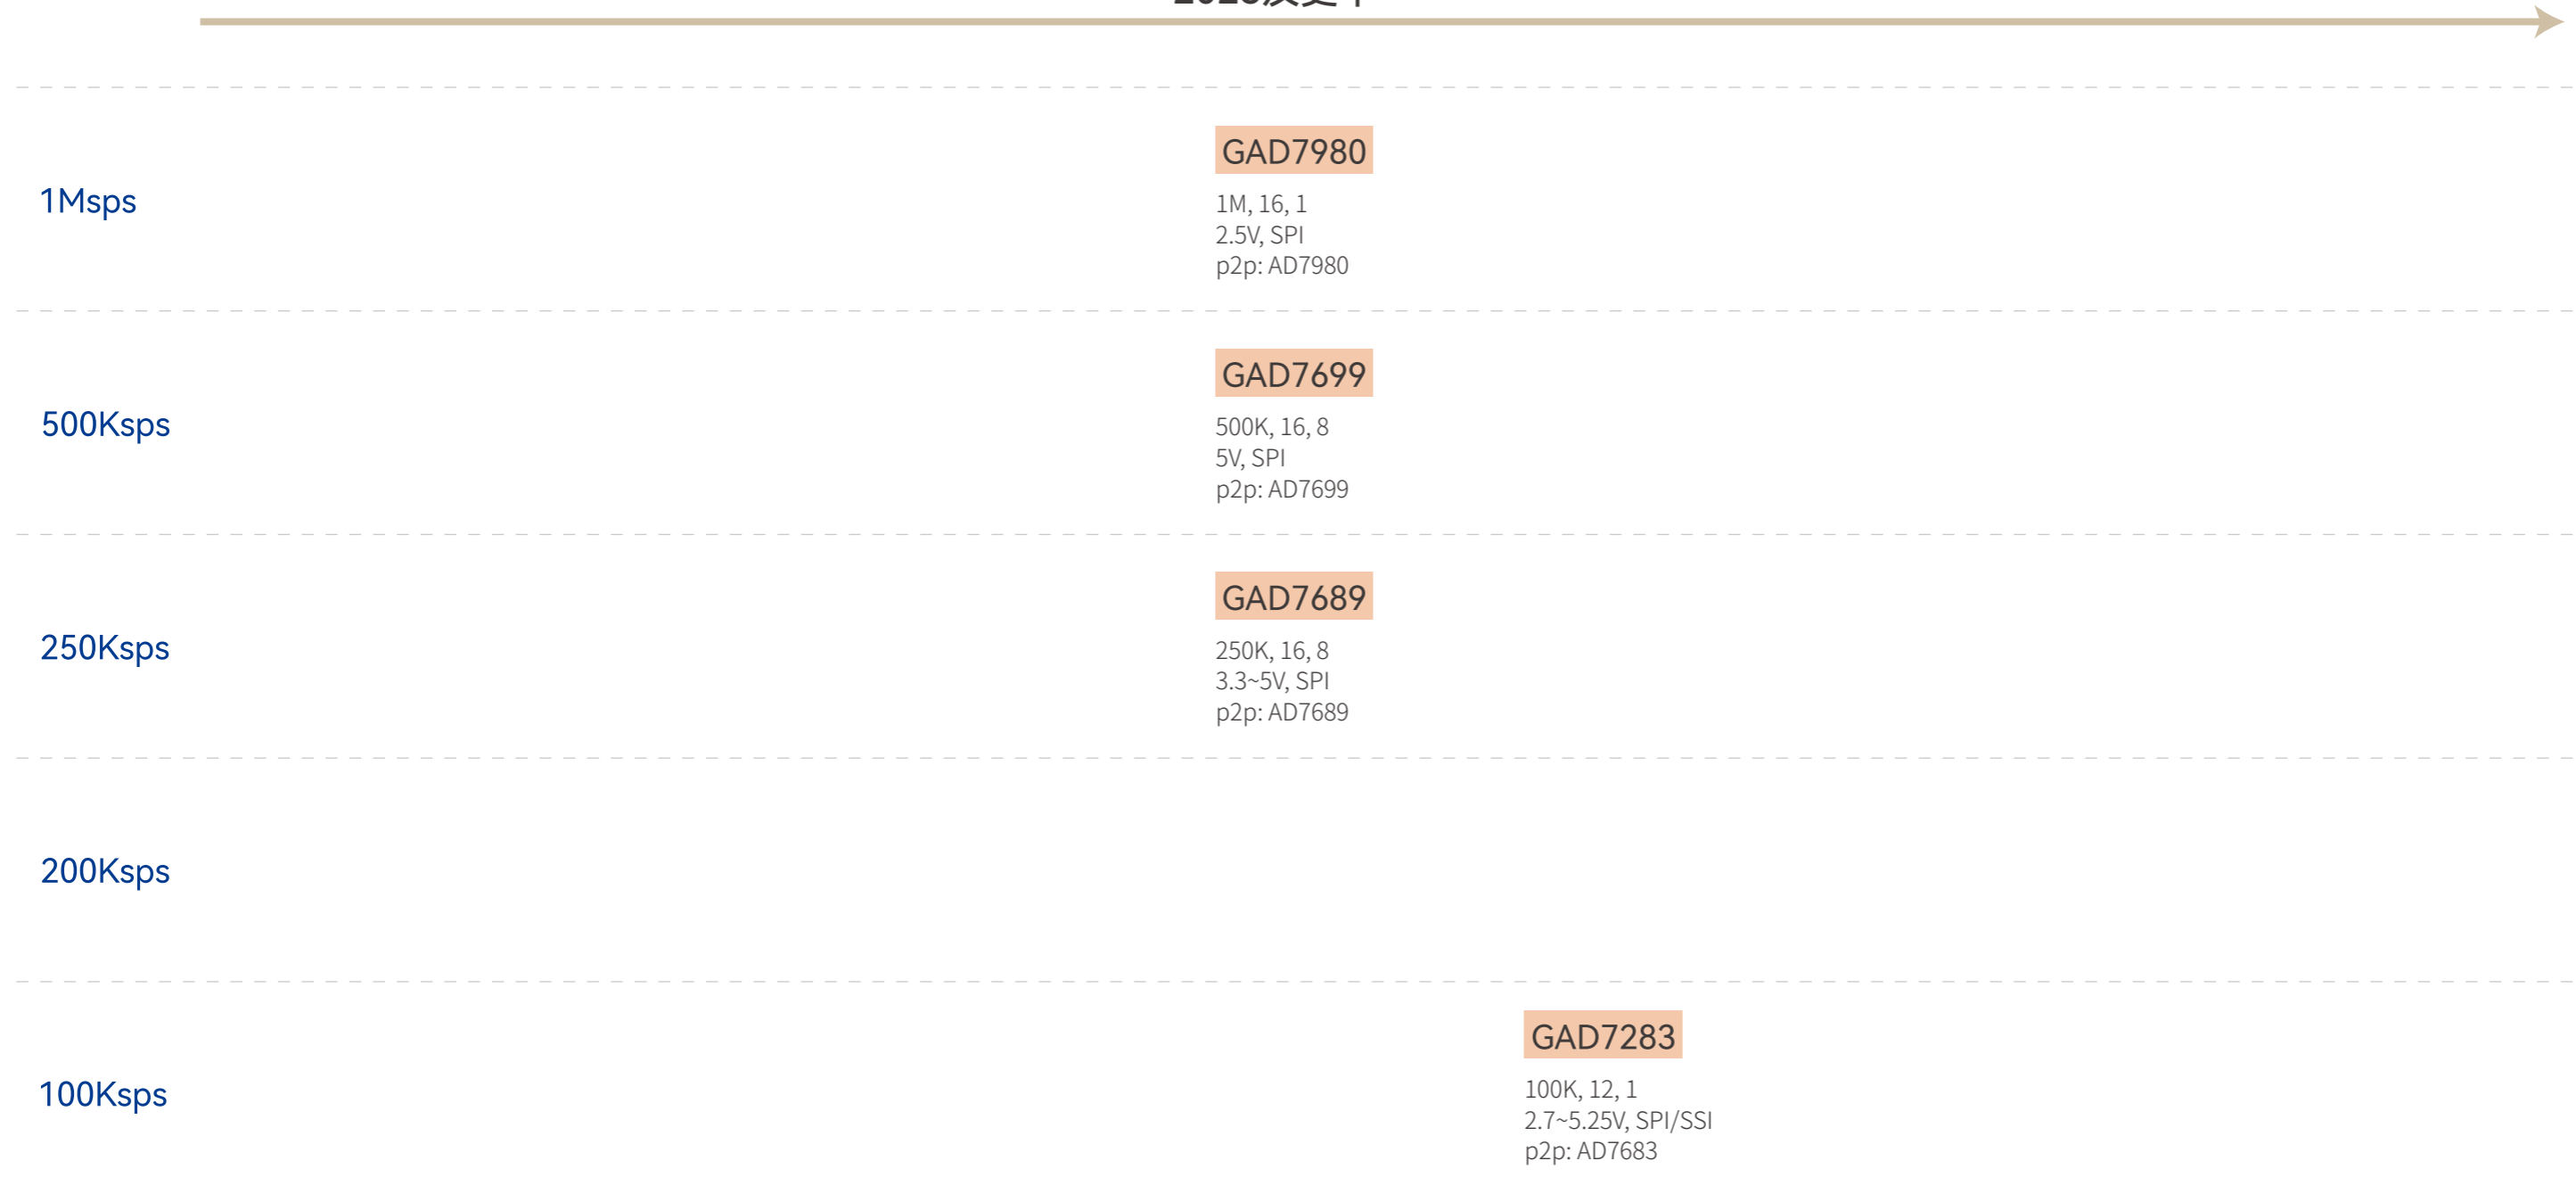 1Msps
GAD7980
1M, 16, 1
2.5V, SPI
p2p: AD7980
500Ksps
GAD7699
500K, 16, 8
5V, SPI
p2p: AD7699
250Ksps
GAD7689
250K, 16, 8
3.3~5V, SPI
p2p: AD7689
200Ksps
100Ksps
GAD7283
100K, 12, 1
2.7~5.25V, SPI/SSI
p2p: AD7683